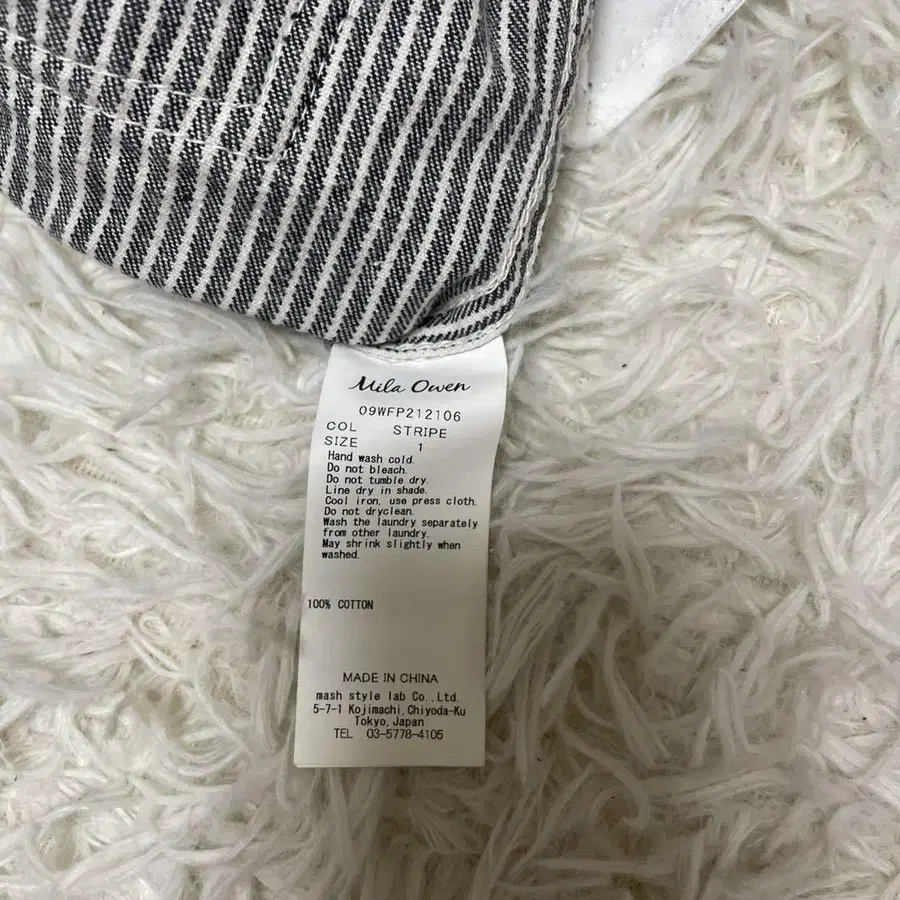 Mila Owen
09WFP212106
COL STRIPE
SIZE 1
Hand wash cold.
Do not bleach.
Do not tumble dry.
Line dry in shade.
Cool iron, use press cloth.
Do not dryclean.
Wash the laundry separately
from other laundry.
May shrink slightly when
washed.
100% COTTON
MADE IN CHINA
mash style lab Co.,Ltd.
5-7-1 Kojimachi,Chiyoda-Ku
Tokyo,Japan
TEL 03-5778-4105